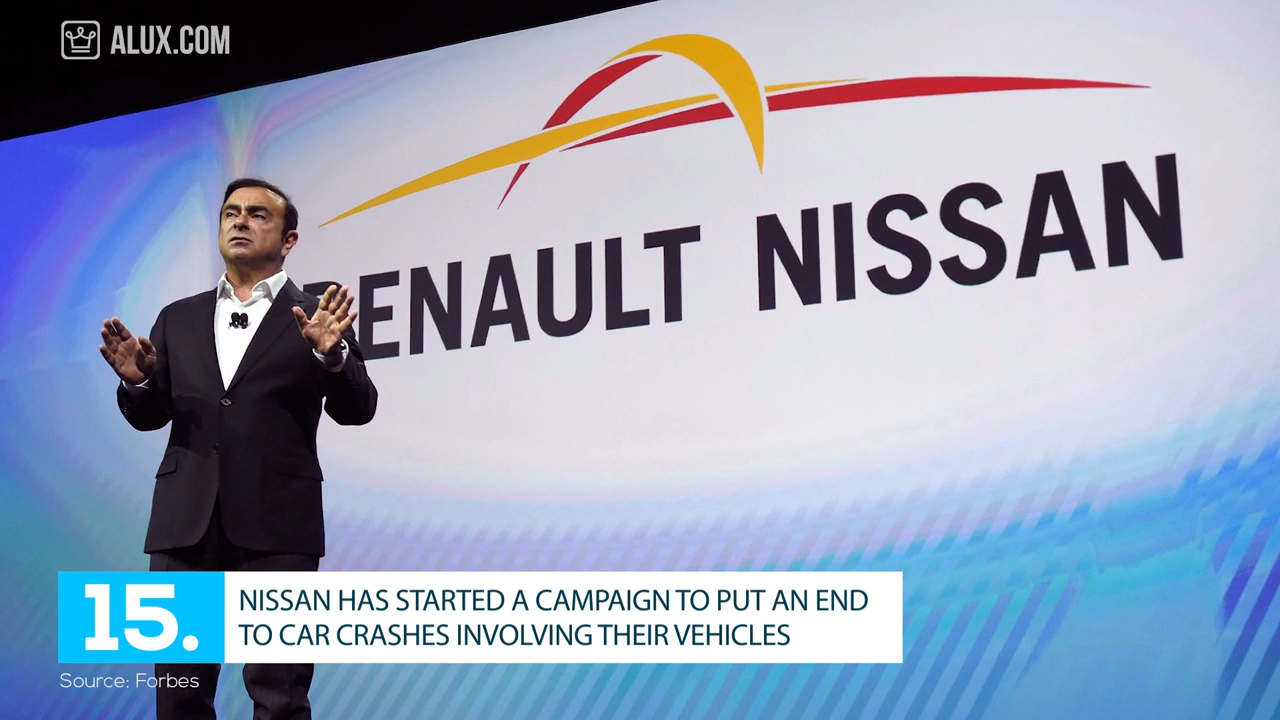 ALUX.COM
RENAULT NISSAN
15.
NISSAN HAS STARTED A CAMPAIGN TO PUT AN END
TO CAR CRASHES INVOLVING THEIR VEHICLES
Source: Forbes